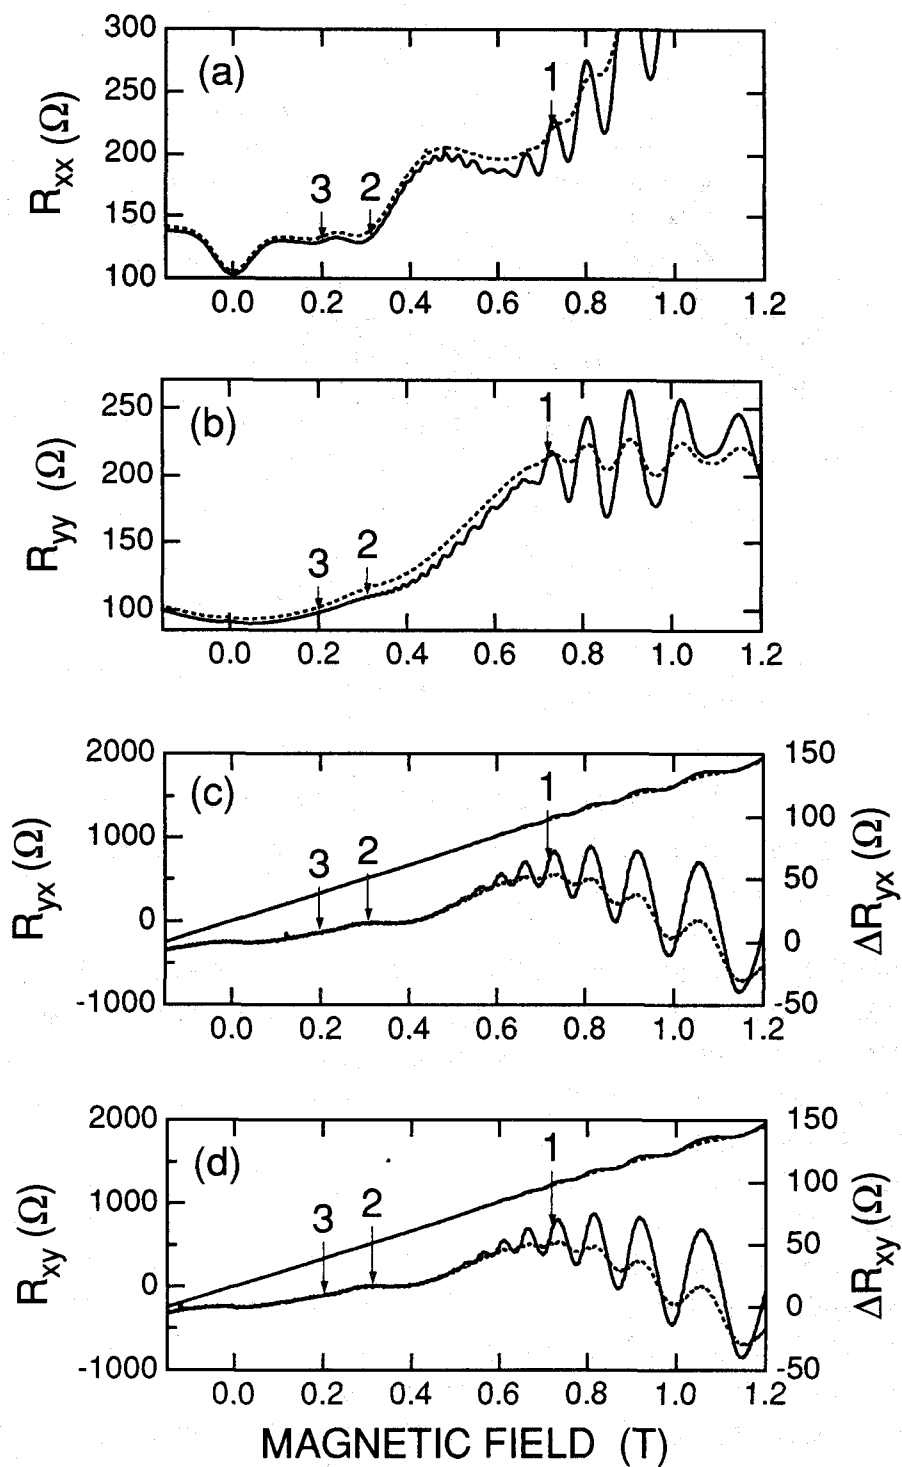 300
(a)
250
1
R_xx (Ω)
200
3 2
150
100
0.0 0.2 0.4 0.6 0.8 1.0 1.2
250
(b)
1
R_yy (Ω)
200
150
3 2
100
0.0 0.2 0.4 0.6 0.8 1.0 1.2
2000 150
(c)
1
R_yx (Ω)
1000 100
3 2
50
0
0
-1000 -50
ΔR_yx (Ω)
0.0 0.2 0.4 0.6 0.8 1.0 1.2
2000 150
(d)
1
R_xy (Ω)
1000 100
3 2
50
0
0
-1000 -50
ΔR_xy (Ω)
0.0 0.2 0.4 0.6 0.8 1.0 1.2
MAGNETIC FIELD (T)